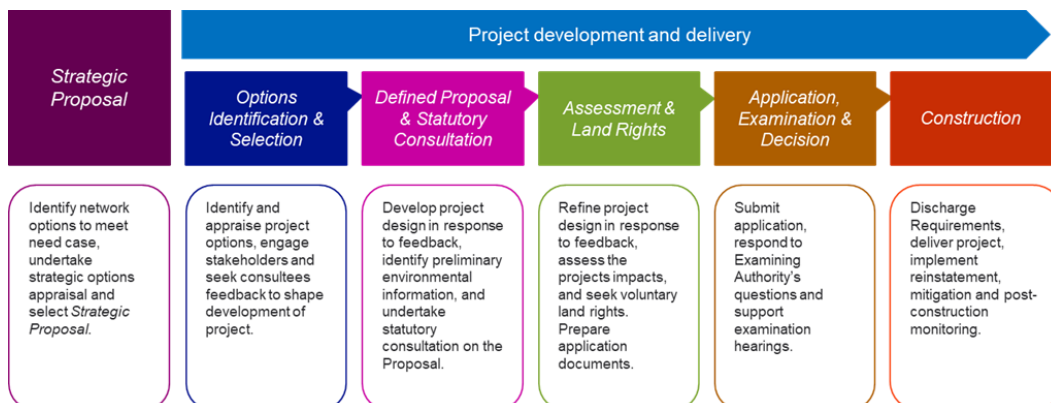 Project development and delivery
Strategic
Proposal
Options
Identification &
Selection
Defined Proposal
& Statutory
Consultation
Assessment &
Land Rights
Application,
Examination &
Decision
Construction
Identify network
options to meet
need case,
undertake
strategic options
appraisal and
select Strategic
Proposal.
Identify and
appraise project
options, engage
stakeholders and
seek consultees
feedback to shape
development of
project.
Develop project
design in response
to feedback,
identify preliminary
environmental
information, and
undertake
statutory
consultation on the
Proposal.
Refine project
design in response
to feedback,
assess the
projects impacts,
and seek voluntary
land rights.
Prepare
application
documents.
Submit
application,
respond to
Examining
Authority's
questions and
support
examination
hearings.
Discharge
Requirements,
deliver project,
implement
reinstatement,
mitigation and post-
construction
monitoring.